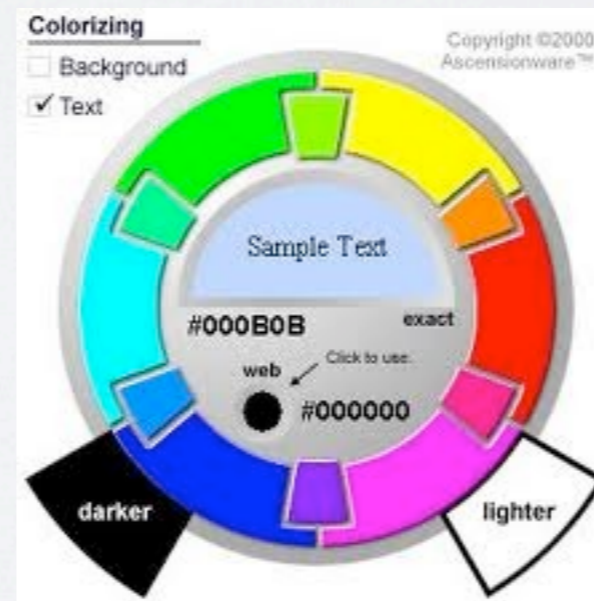 Colorizing
Background
Text
Copyright ©2000
Ascensionware™
Sample Text
#000B0B
exact
web
Click to use.
#000000
darker
lighter